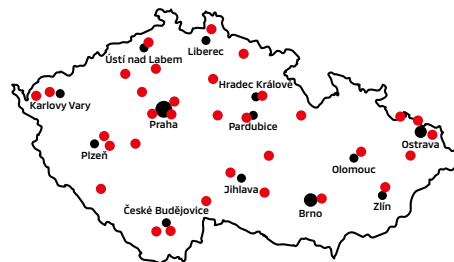 Liberec
Ústí nad Labem
Hradec Králové
Karlovy Vary
Praha
Pardubice
Ostrava
Plzeň
Olomouc
Jihlava
Zlín
České Budějovice
Brno